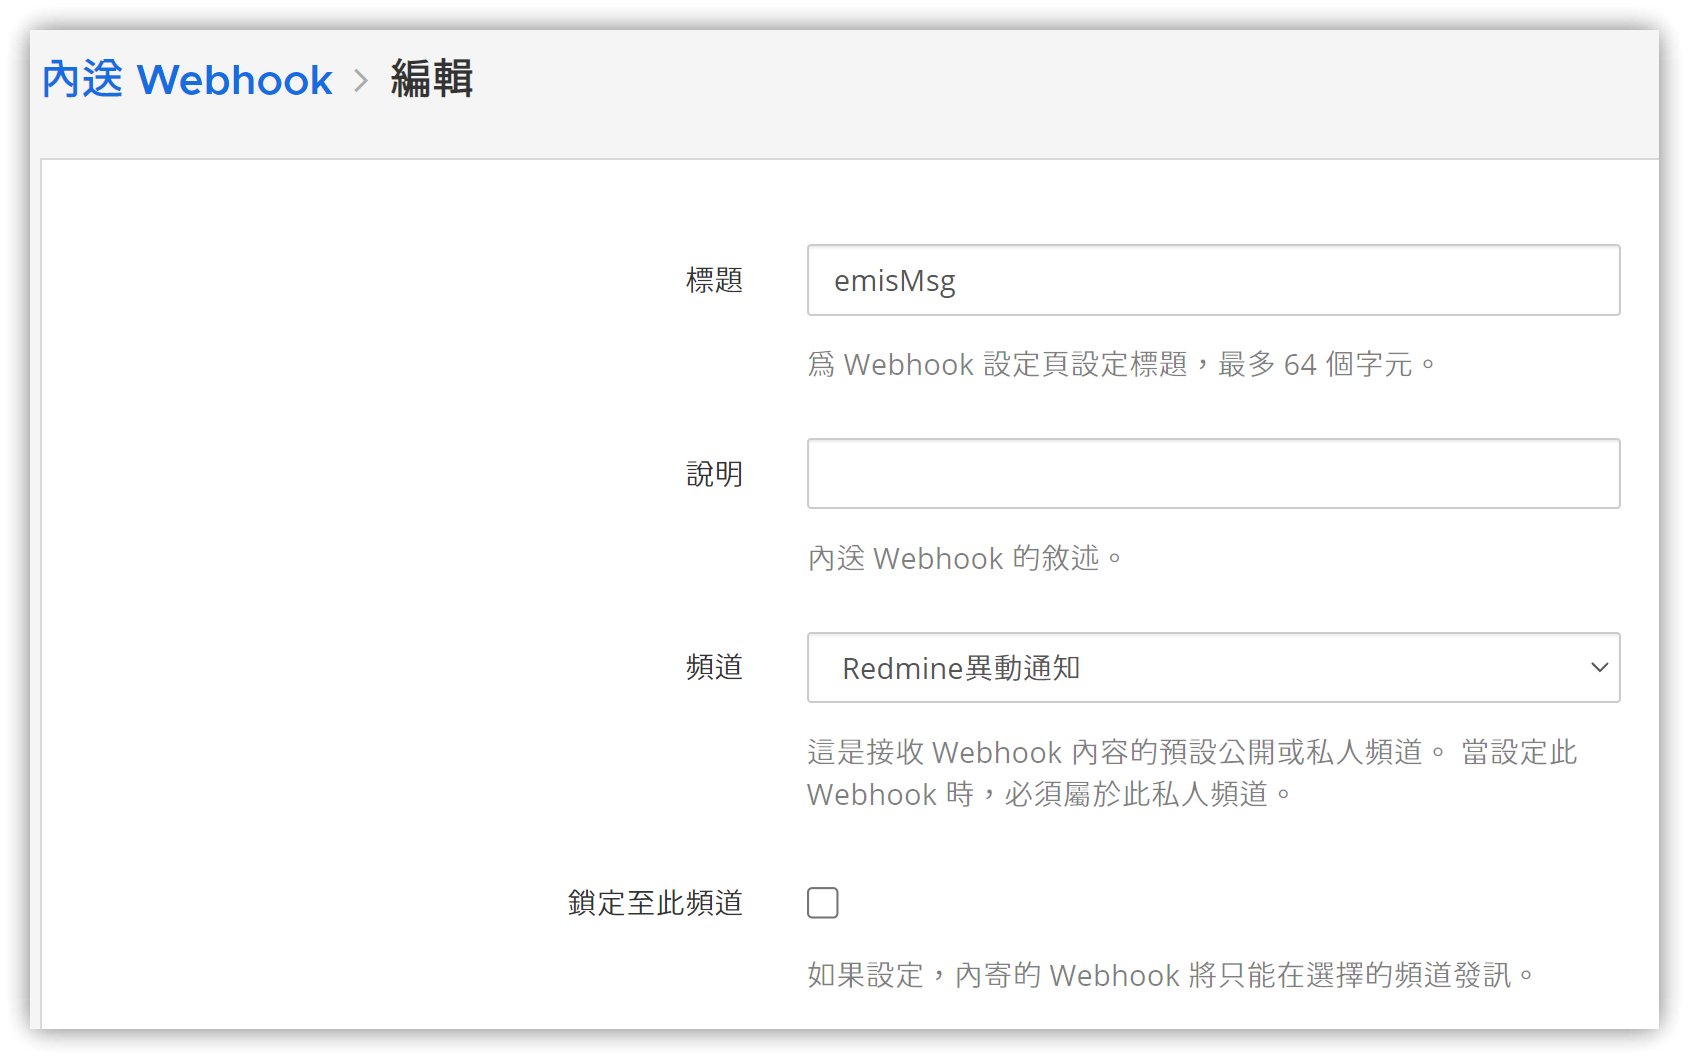 內送 Webhook > 編輯
標題
emisMsg
為 Webhook 設定頁設定標題，最多 64 個字元。
說明
內送 Webhook 的敘述。
頻道
Redmine異動通知
這是接收 Webhook 內容的預設公開或私人頻道。 當設定此
Webhook 時，必須屬於此私人頻道。
鎖定至此頻道
如果設定，內寄的 Webhook 將只能在選擇的頻道發訊。